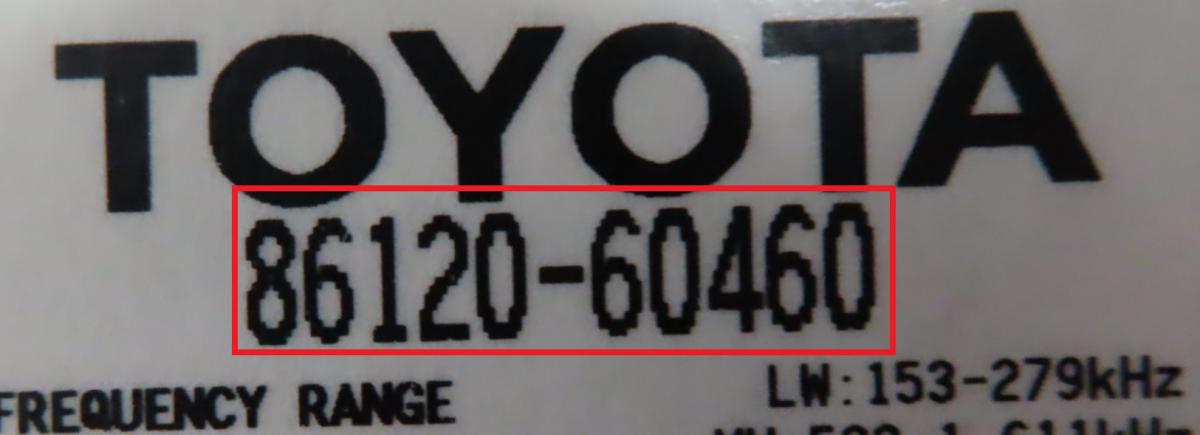 TOYOTA
86120-60460
FREQUENCY RANGE
LW:153-279kHz